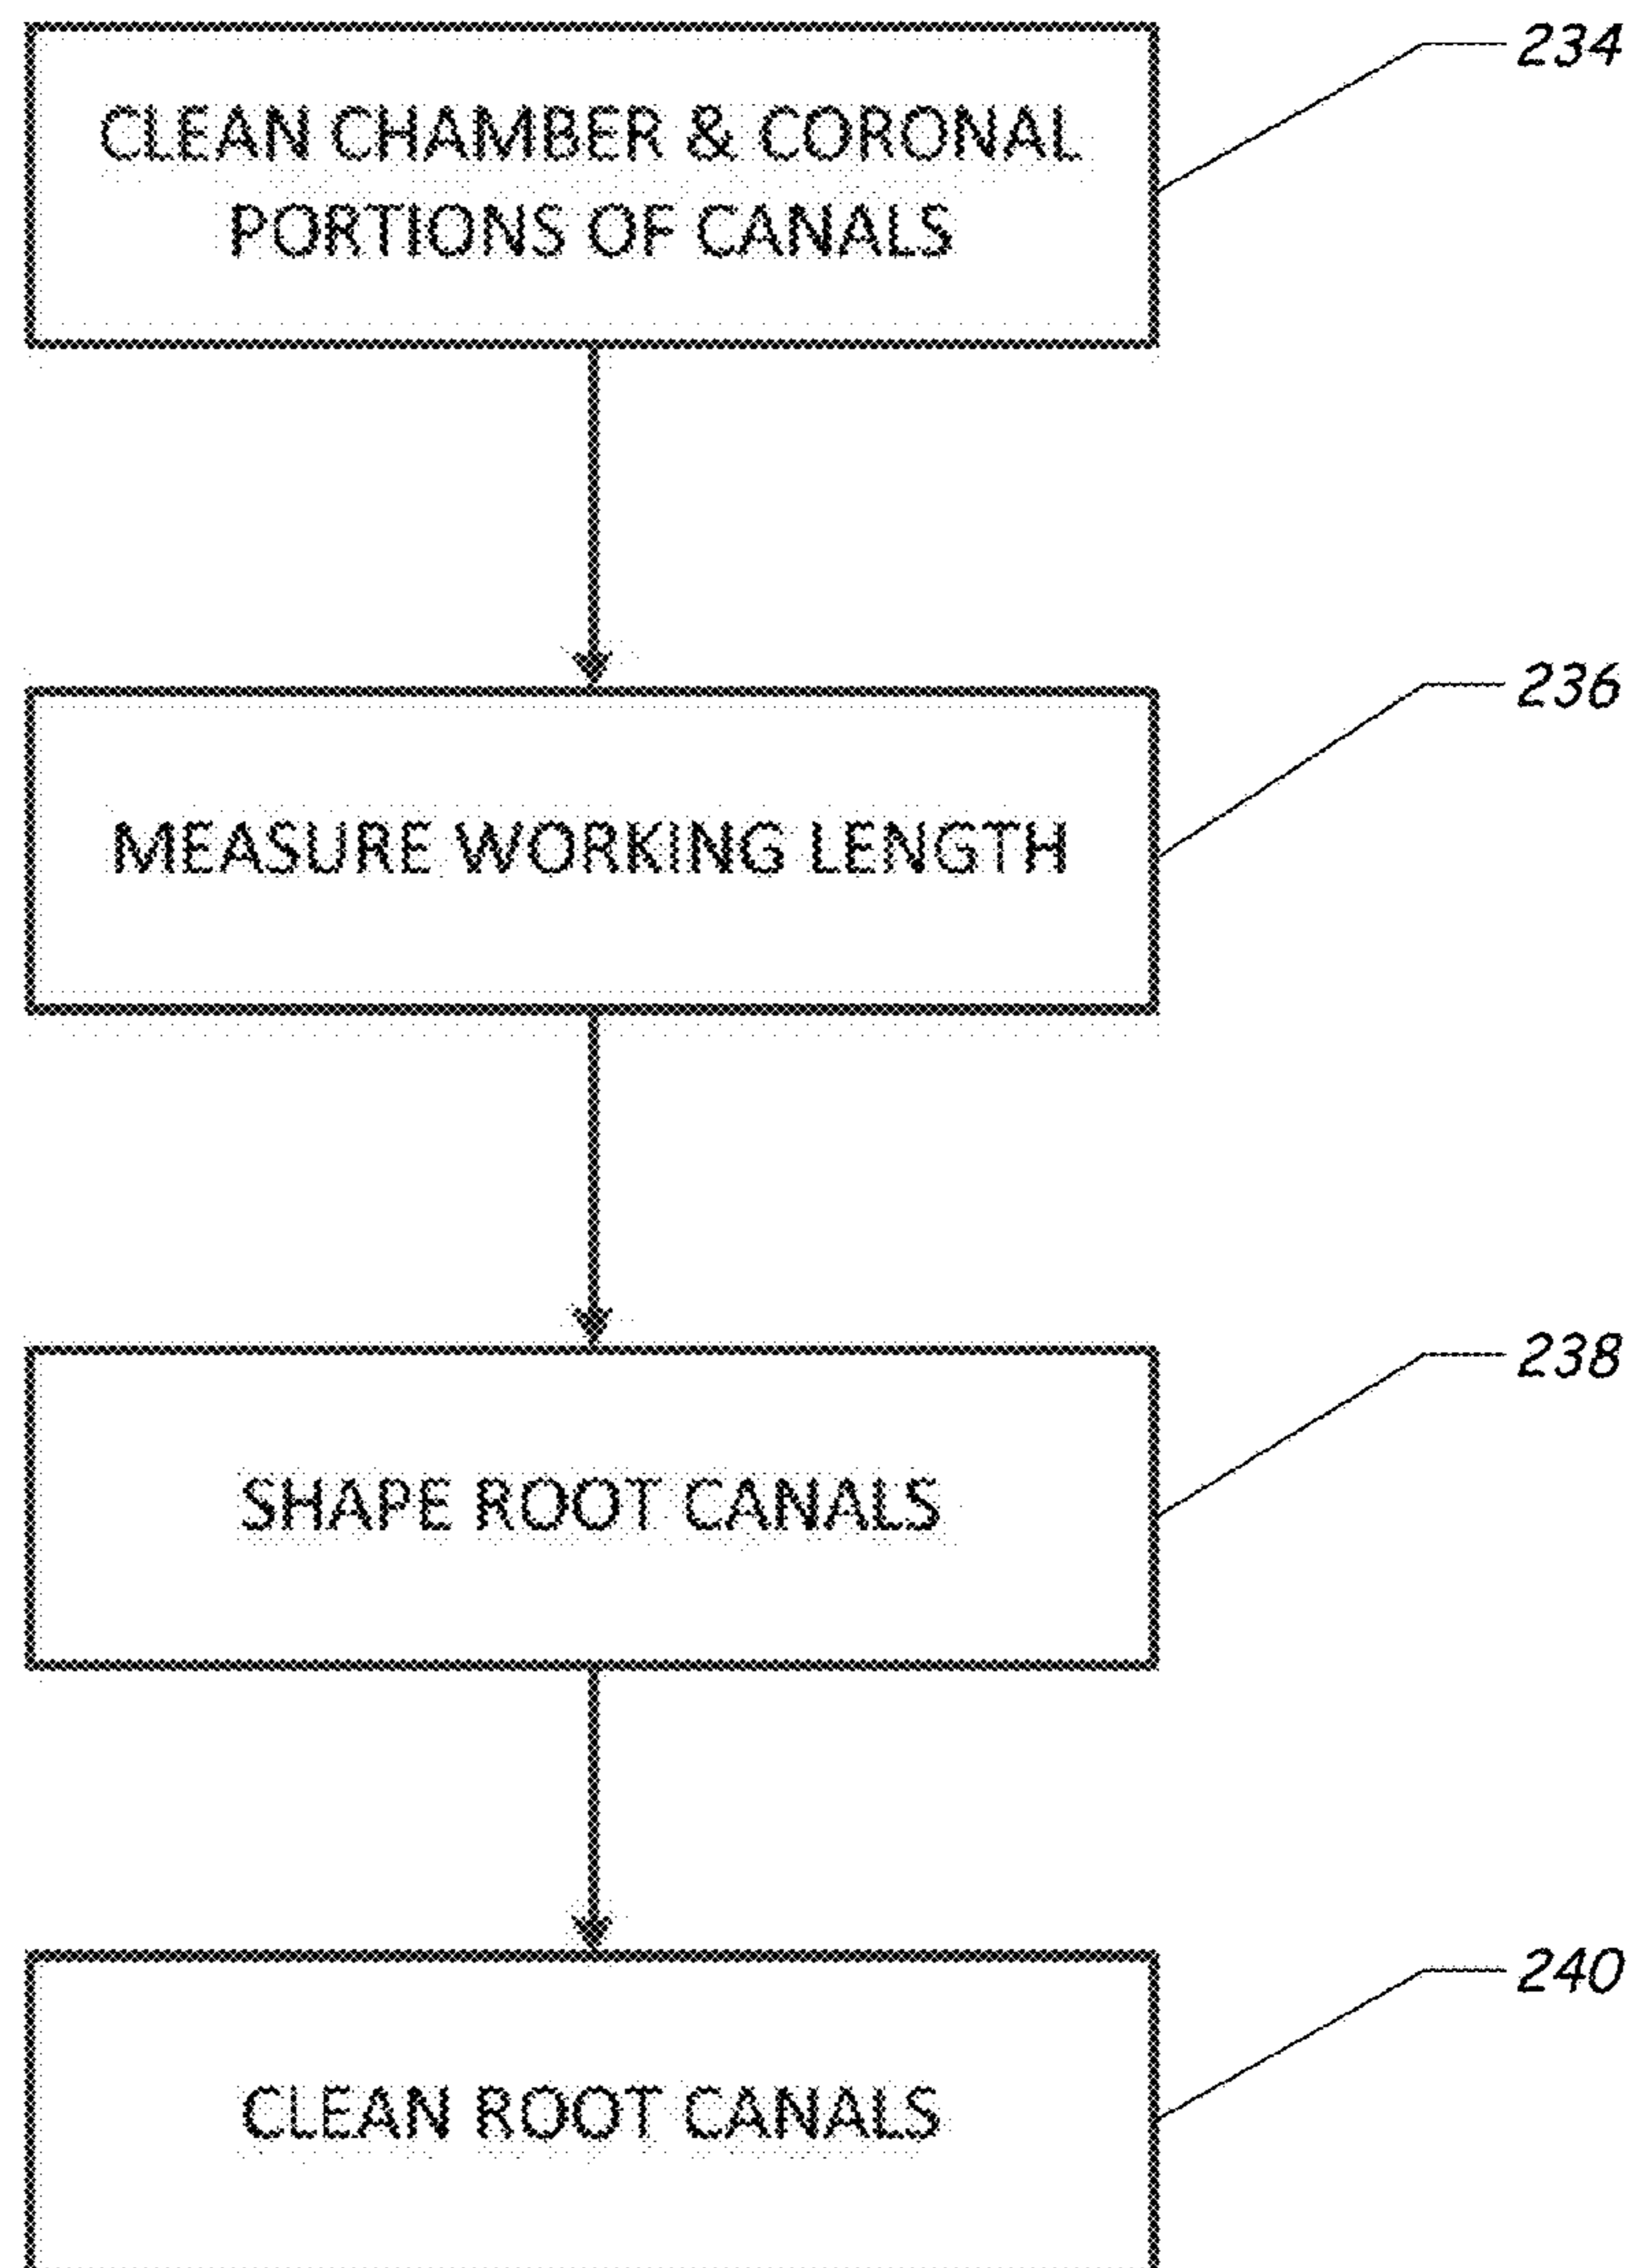 234
CLEAN CHAMBER & CORONAL
PORTIONS OF CANALS
236
MEASURE WORKING LENGTH
238
SHAPE ROOT CANALS
240
CLEAN ROOT CANALS